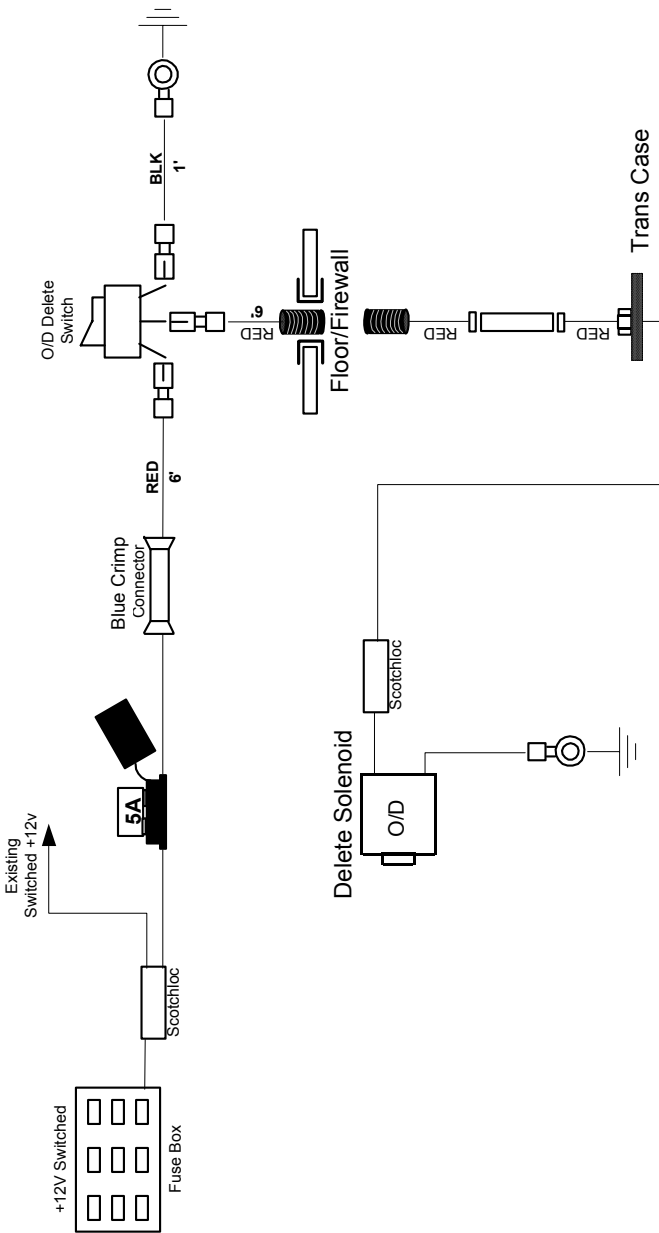 BLK
1'
O/D Delete
Switch
RED
6'
Floor/Firewall
RED
RED
Trans Case
RED
6'
Blue Crimp
Connector
5A
Existing
Switched +12v
Scotchloc
+12V Switched
Fuse Box
Scotchloc
Delete Solenoid
O/D